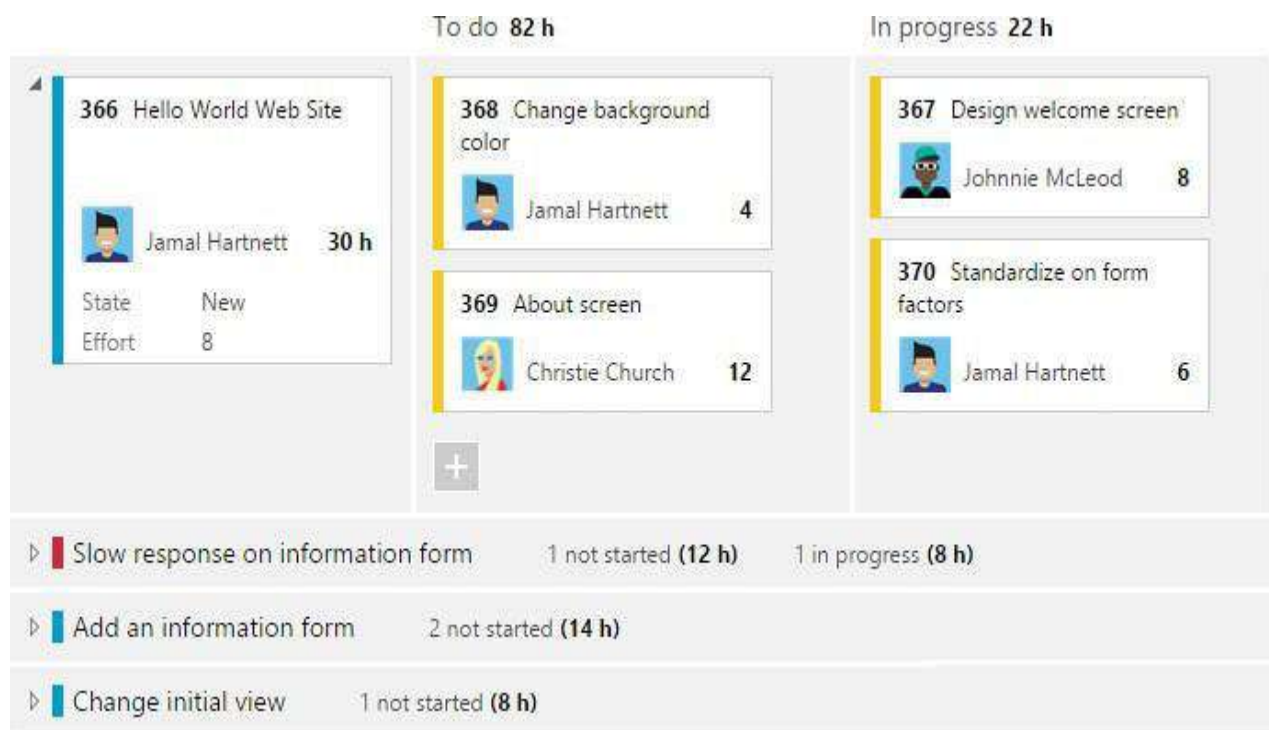 To do 82 h
In progress 22 h
366 Hello World Web Site
Jamal Hartnett 30 h
State New
Effort 8
368 Change background
color
Jamal Hartnett 4
369 About screen
Christie Church 12
367 Design welcome screen
Johnnie McLeod 8
370 Standardize on form
factors
Jamal Hartnett 6
Slow response on information form 1 not started (12 h) 1 in progress (8 h)
Add an information form 2 not started (14 h)
Change initial view 1 not started (8 h)